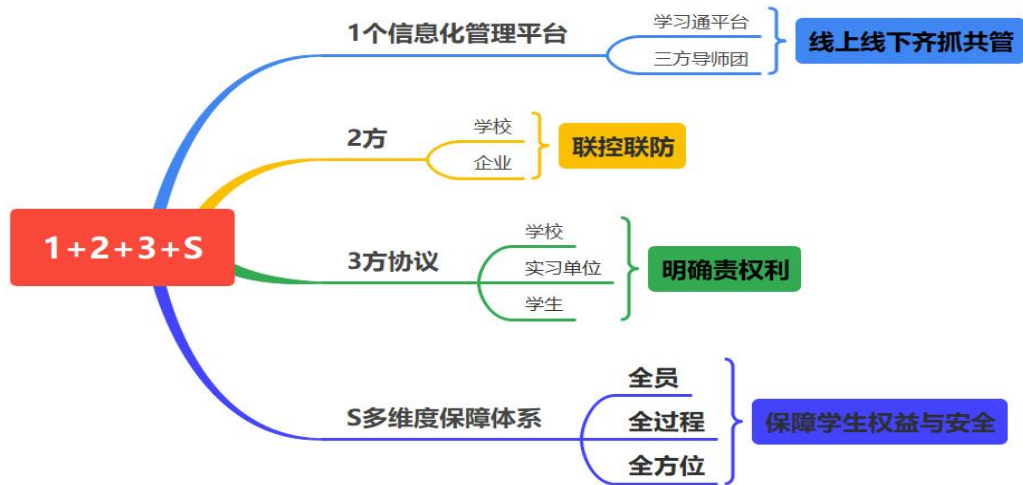 1+2+3+S
1个信息化管理平台
学习通平台
三方导师团
线上线下齐抓共管
2方
学校
企业
联控联防
3方协议
学校
实习单位
学生
明确责权利
S多维度保障体系
全员
全过程
全方位
保障学生权益与安全